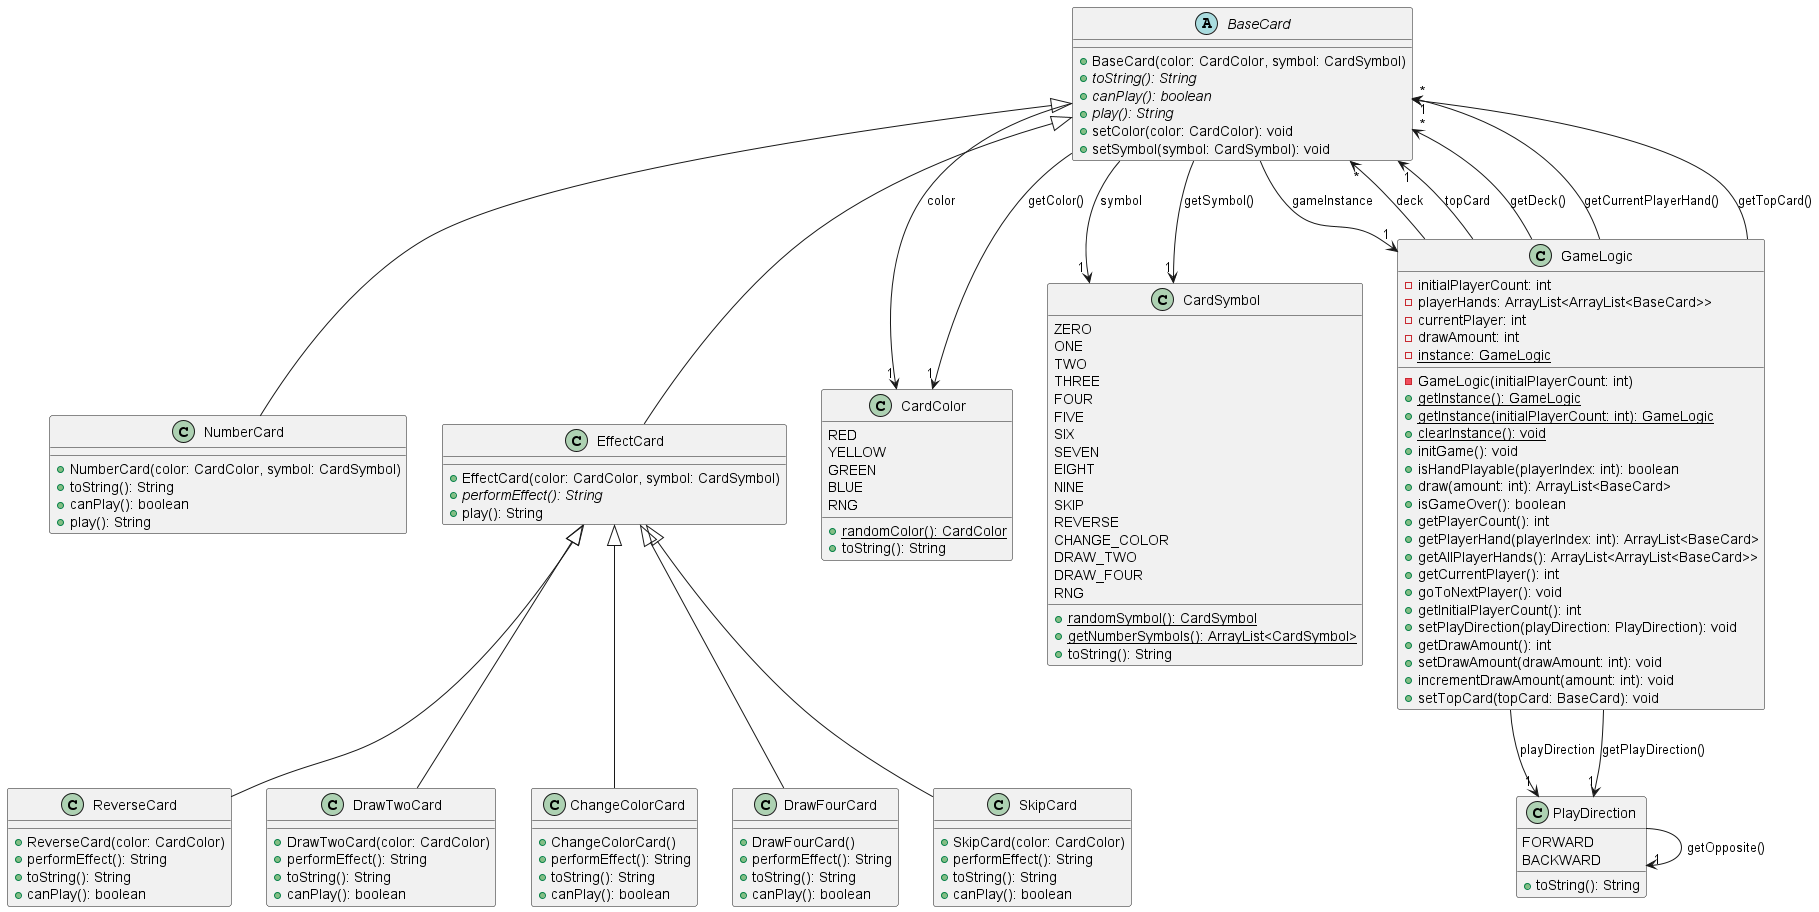 A BaseCard
BaseCard(color: CardColor, symbol: CardSymbol)
toString(): String
canPlay(): boolean
play(): String
setColor(color: CardColor): void
setSymbol(symbol: CardSymbol): void
*
1
*
*
1
color
getColor()
symbol
getSymbol()
gameInstance
deck
topCard
getDeck()
getCurrentPlayerHand()
getTopCard()
1
1
1
1
1
C GameLogic
initialPlayerCount: int
playerHands: ArrayList<ArrayList<BaseCard>>
currentPlayer: int
drawAmount: int
instance: GameLogic
GameLogic(initialPlayerCount: int)
getInstance(): GameLogic
getInstance(initialPlayerCount: int): GameLogic
clearInstance(): void
initGame(): void
isHandPlayable(playerIndex: int): boolean
draw(amount: int): ArrayList<BaseCard>
isGameOver(): boolean
getPlayerCount(): int
getPlayerHand(playerIndex: int): ArrayList<BaseCard>
getAllPlayerHands(): ArrayList<ArrayList<BaseCard>>
getCurrentPlayer(): int
goToNextPlayer(): void
getInitialPlayerCount(): int
setPlayDirection(playDirection: PlayDirection): void
getDrawAmount(): int
setDrawAmount(drawAmount: int): void
incrementDrawAmount(amount: int): void
setTopCard(topCard: BaseCard): void
C CardSymbol
ZERO
ONE
TWO
THREE
FOUR
FIVE
SIX
SEVEN
EIGHT
NINE
SKIP
REVERSE
CHANGE_COLOR
DRAW_TWO
DRAW_FOUR
RNG
randomSymbol(): CardSymbol
getNumberSymbols(): ArrayList<CardSymbol>
toString(): String
C CardColor
RED
YELLOW
GREEN
BLUE
RNG
randomColor(): CardColor
toString(): String
C NumberCard
NumberCard(color: CardColor, symbol: CardSymbol)
toString(): String
canPlay(): boolean
play(): String
C EffectCard
EffectCard(color: CardColor, symbol: CardSymbol)
performEffect(): String
play(): String
playDirection
getPlayDirection()
1
1
C ReverseCard
ReverseCard(color: CardColor)
performEffect(): String
toString(): String
canPlay(): boolean
C DrawTwoCard
DrawTwoCard(color: CardColor)
performEffect(): String
toString(): String
canPlay(): boolean
C ChangeColorCard
ChangeColorCard()
performEffect(): String
toString(): String
canPlay(): boolean
C DrawFourCard
DrawFourCard()
performEffect(): String
toString(): String
canPlay(): boolean
C SkipCard
SkipCard(color: CardColor)
performEffect(): String
toString(): String
canPlay(): boolean
C PlayDirection
FORWARD
BACKWARD
toString(): String
1
getOpposite()